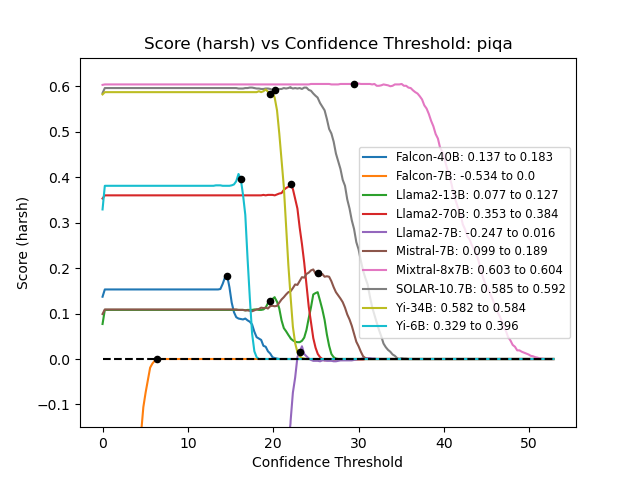 Score (harsh) vs Confidence Threshold: piqa
Score (harsh)
0.6
0.5
0.4
0.3
0.2
0.1
0.0
−0.1
Falcon-40B: 0.137 to 0.183
Falcon-7B: -0.534 to 0.0
Llama2-13B: 0.077 to 0.127
Llama2-70B: 0.353 to 0.384
Llama2-7B: -0.247 to 0.016
Mistral-7B: 0.099 to 0.189
Mixtral-8x7B: 0.603 to 0.604
SOLAR-10.7B: 0.585 to 0.592
Yi-34B: 0.582 to 0.584
Yi-6B: 0.329 to 0.396
0 10 20 30 40 50
Confidence Threshold